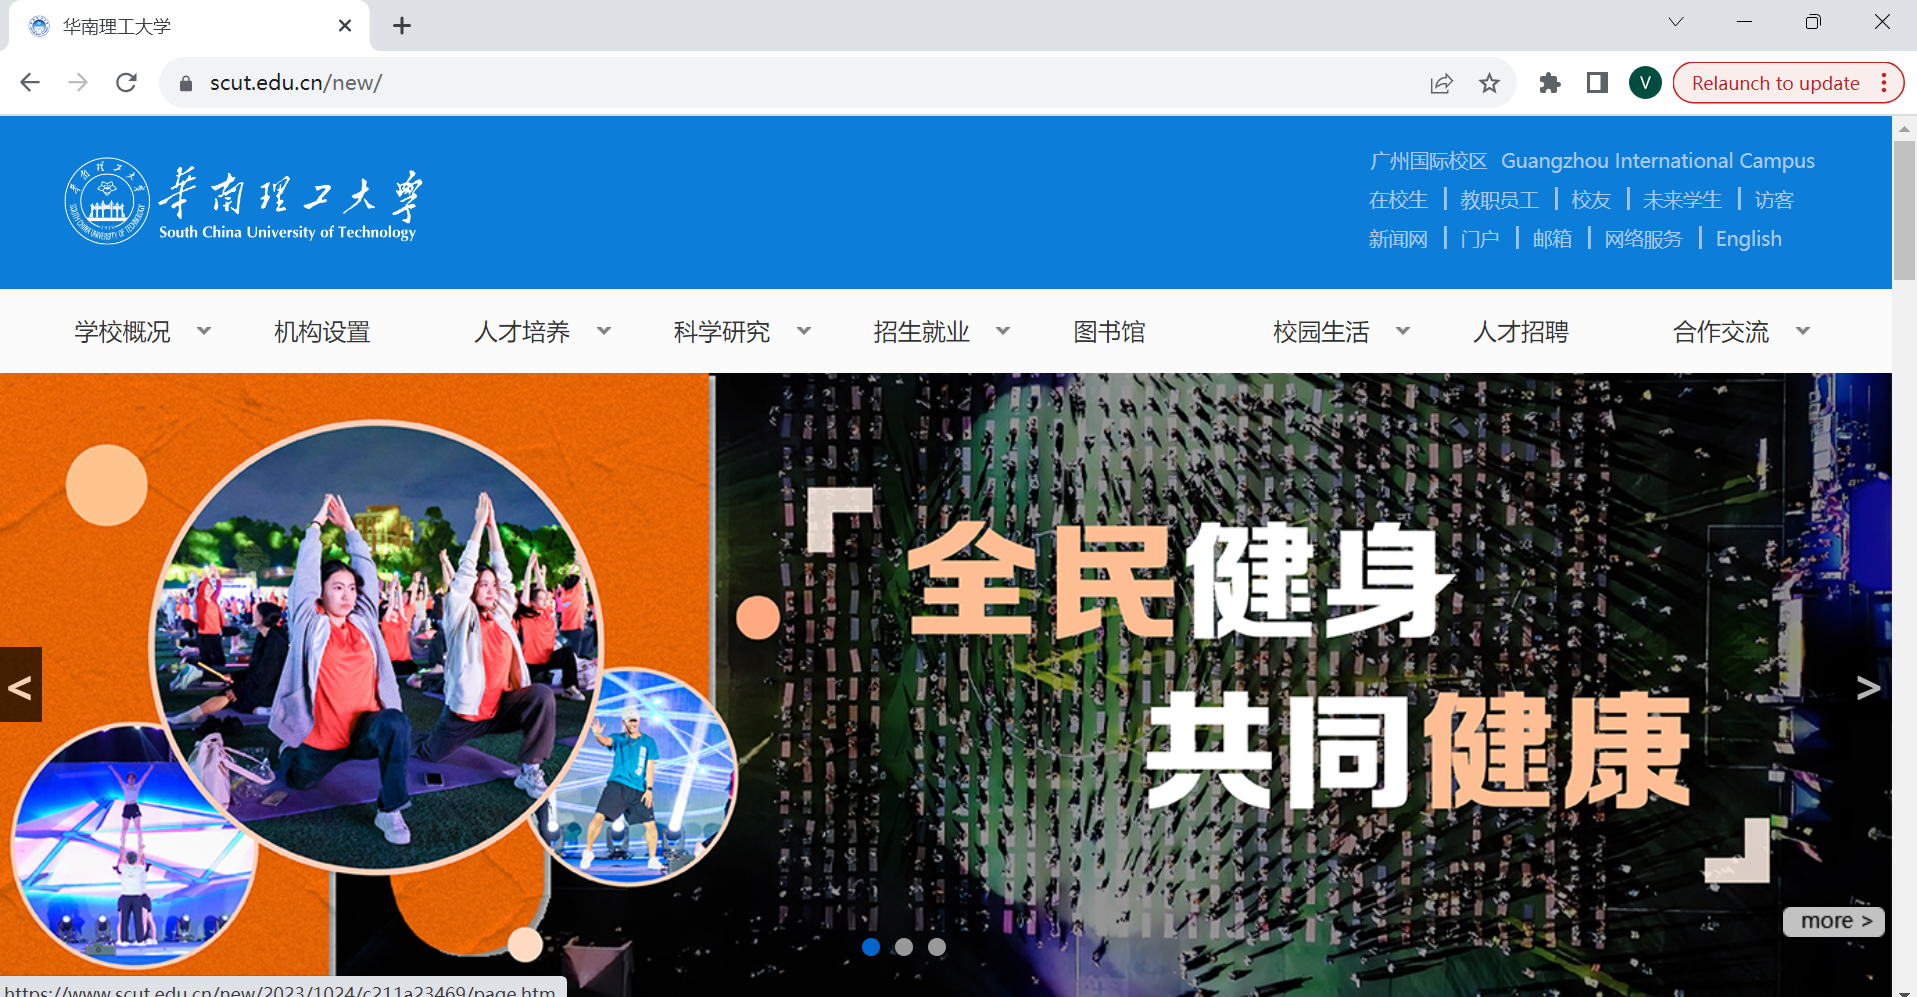 华南理工大学
scut.edu.cn/new/
V
Relaunch to update
华南理工大学
South China University of Technology
广州国际校区 Guangzhou International Campus
在校生 | 教职员工 | 校友 | 未来学生 | 访客
新闻网 | 门户 | 邮箱 | 网络服务 | English
学校概况 机构设置 人才培养 科学研究 招生就业 图书馆 校园生活 人才招聘 合作交流
全民健身
共同健康
<
>
more >
https://www.scut.edu.cn/new/2023/1024/c211a23469/page.htm